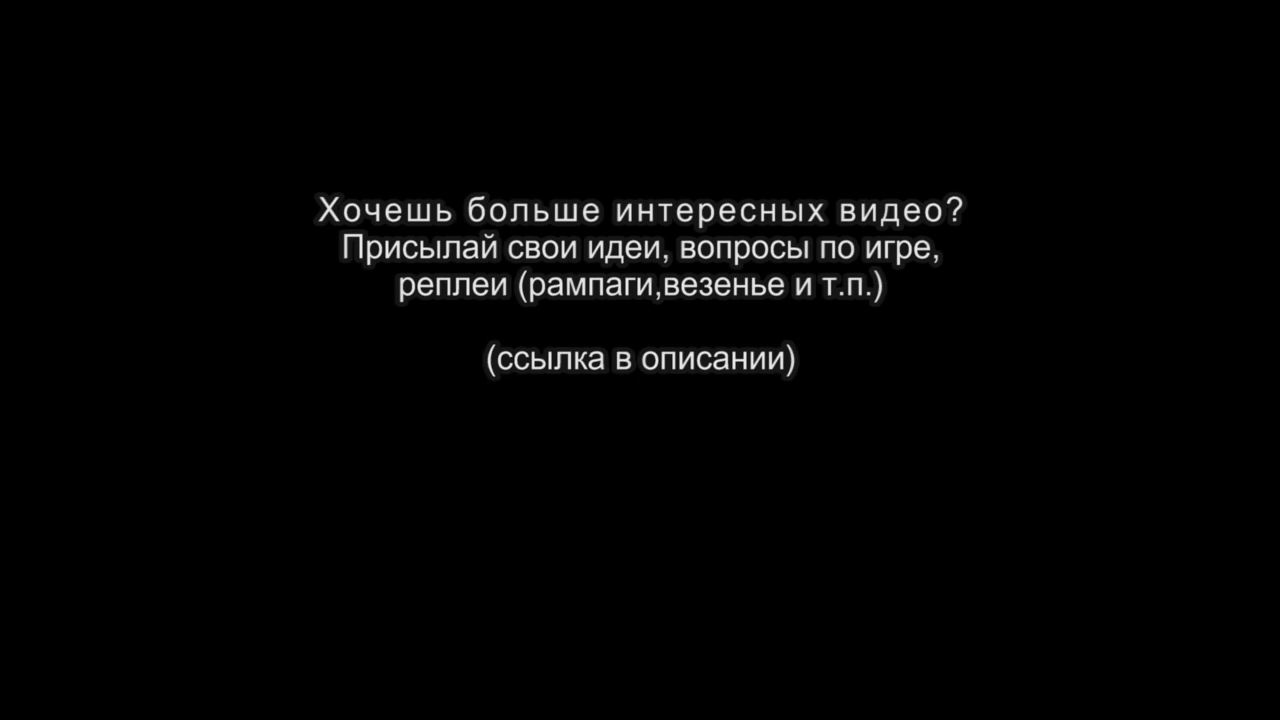 Хочешь больше интересных видео?
Присылай свои идеи, вопросы по игре,
реплеи (рампаги,везенье и т.п.)
(ссылка в описании)